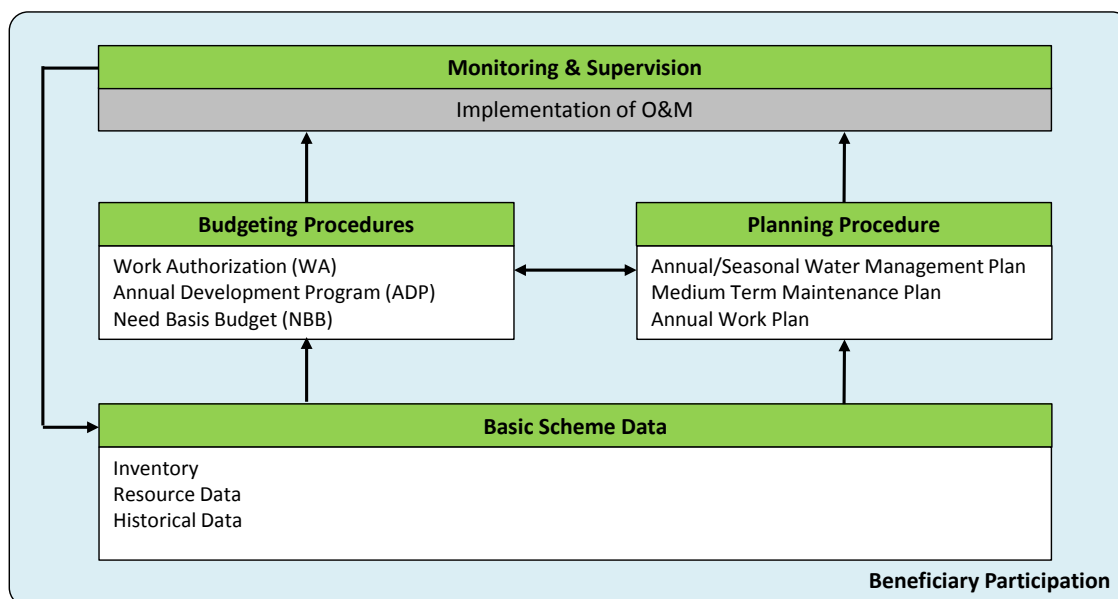 Monitoring & Supervision
Implementation of O&M
Budgeting Procedures
Work Authorization (WA)
Annual Development Program (ADP)
Need Basis Budget (NBB)
Planning Procedure
Annual/Seasonal Water Management Plan
Medium Term Maintenance Plan
Annual Work Plan
Basic Scheme Data
Inventory
Resource Data
Historical Data
Beneficiary Participation